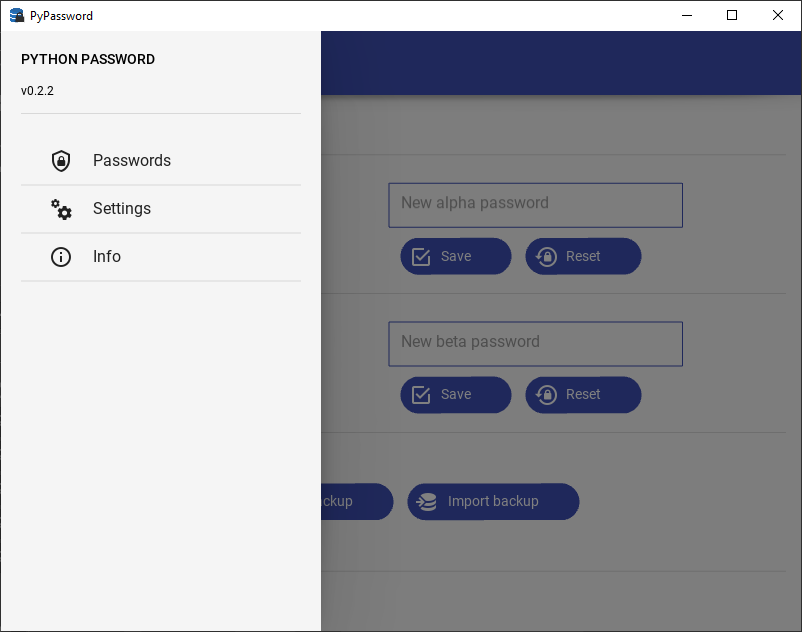 PyPassword
PYTHON PASSWORD
v0.2.2
Passwords
Settings
Info
New alpha password
Save
Reset
New beta password
Save
Reset
Import backup